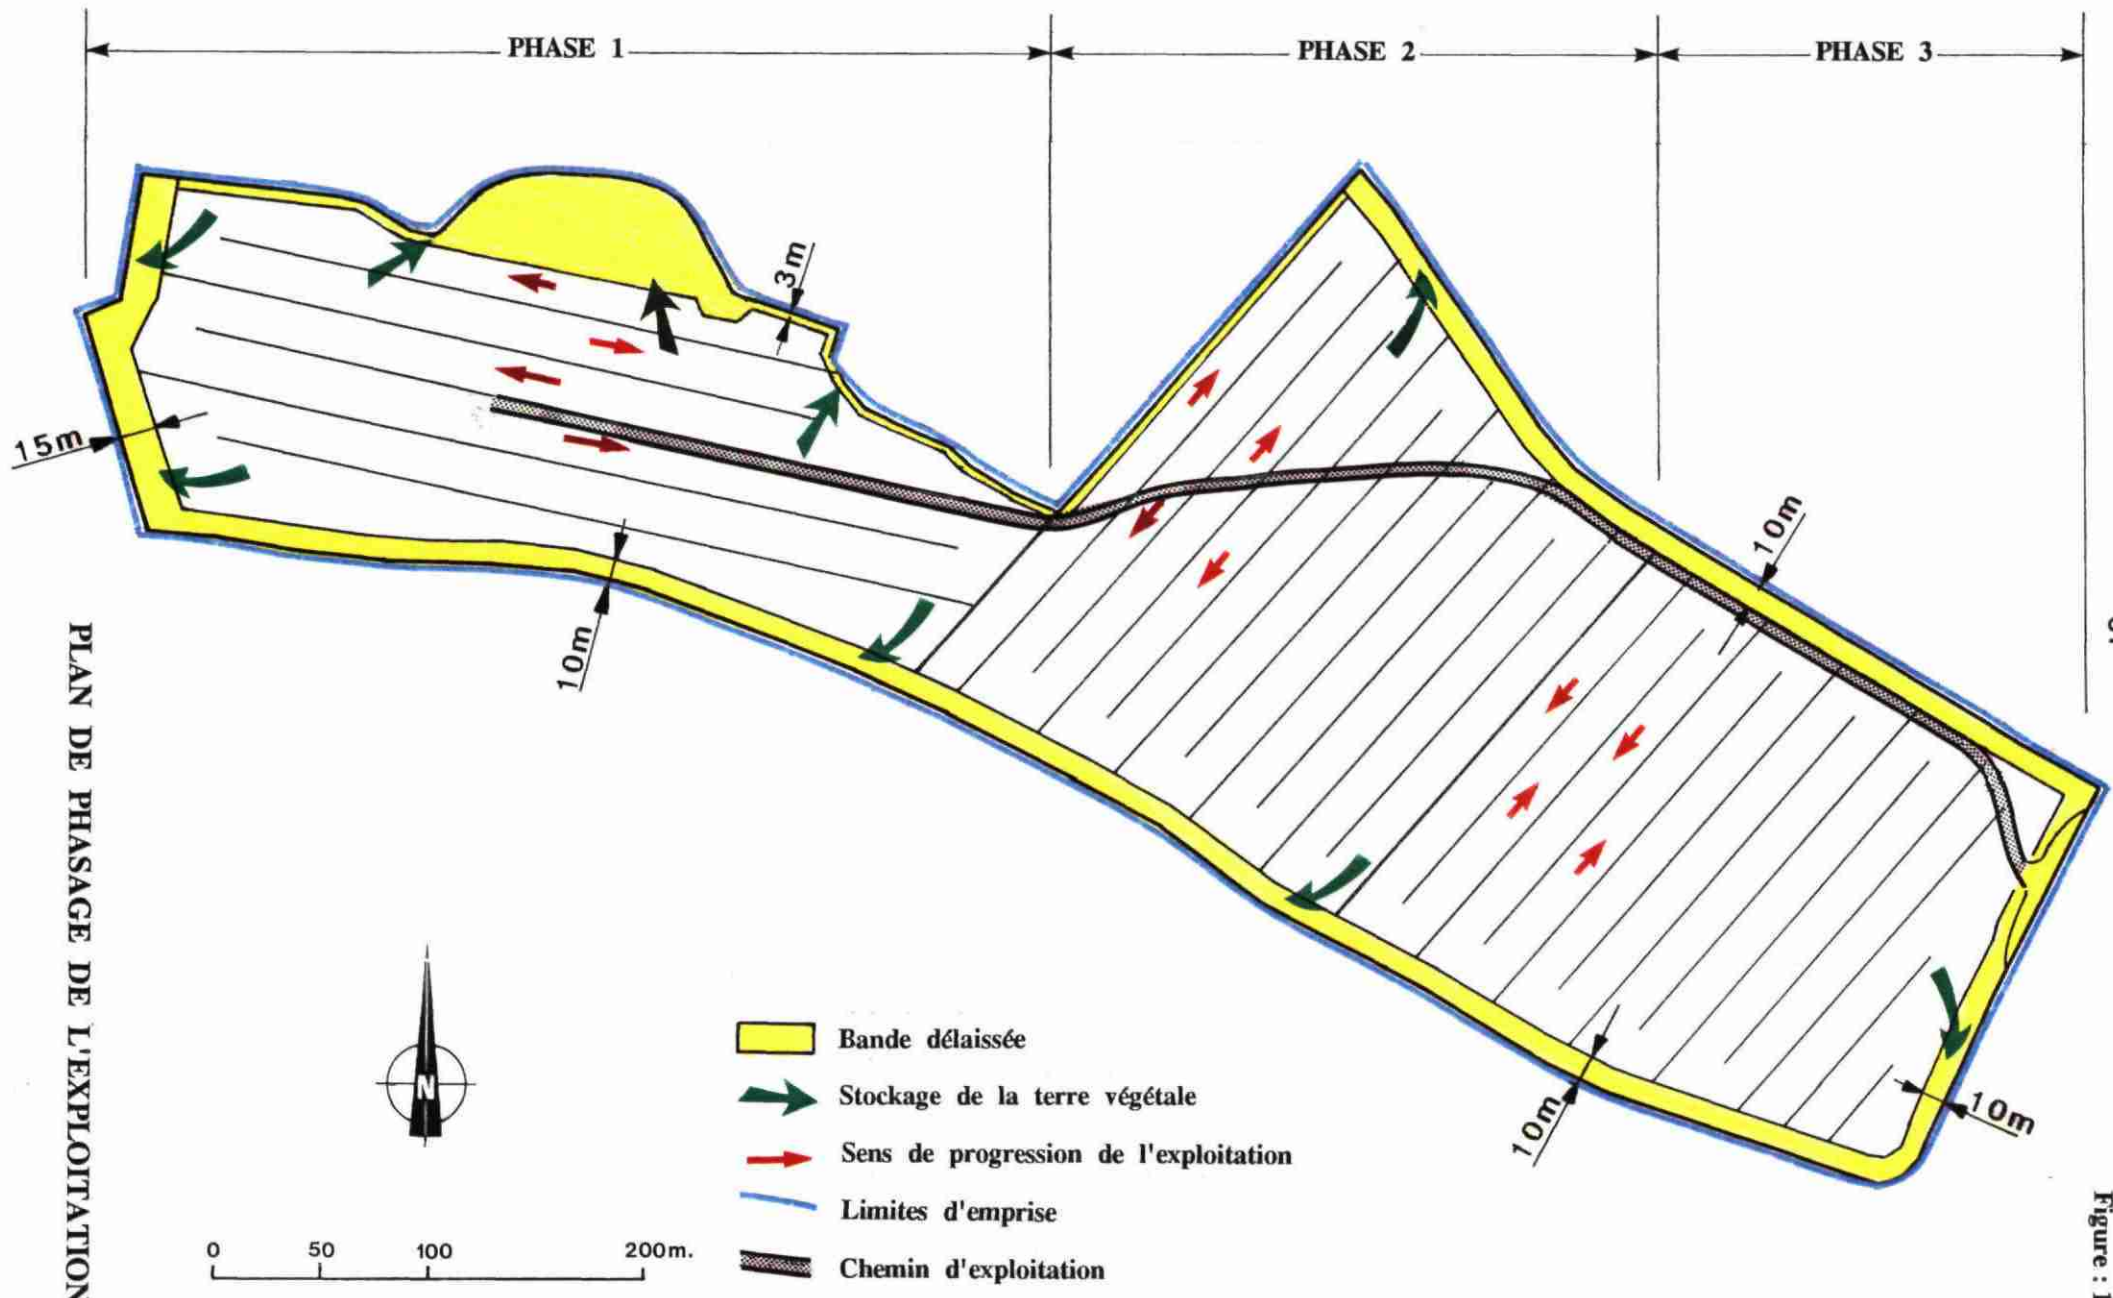 PHASE 1
PHASE 2
PHASE 3
3m
15m
10m
10m
10m
10m
PLAN DE PHASAGE DE L'EXPLOITATION
N
Bande délaissée
Stockage de la terre végétale
Sens de progression de l'exploitation
Limites d'emprise
Chemin d'exploitation
0 50 100 200m.
Figure : 1